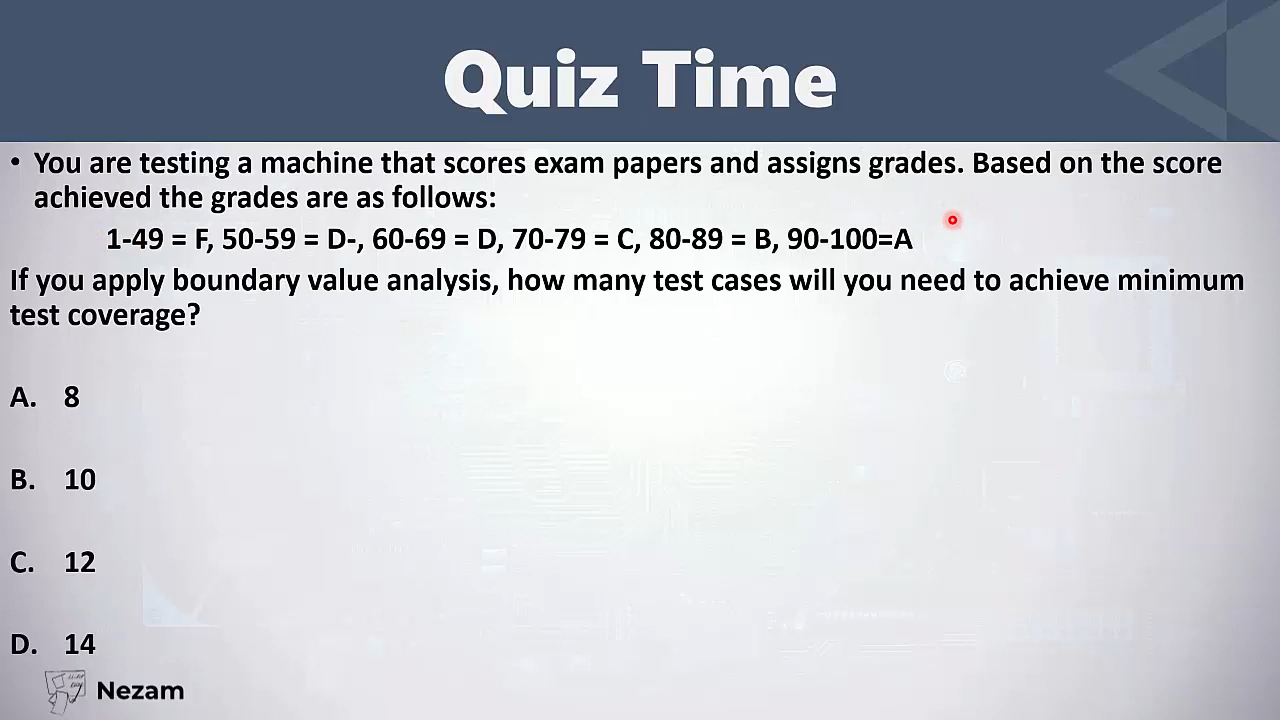 Quiz Time
• You are testing a machine that scores exam papers and assigns grades. Based on the score
achieved the grades are as follows:
1-49 = F, 50-59 = D-, 60-69 = D, 70-79 = C, 80-89 = B, 90-100=A
If you apply boundary value analysis, how many test cases will you need to achieve minimum
test coverage?
A. 8
B. 10
C. 12
D. 14
Nezam